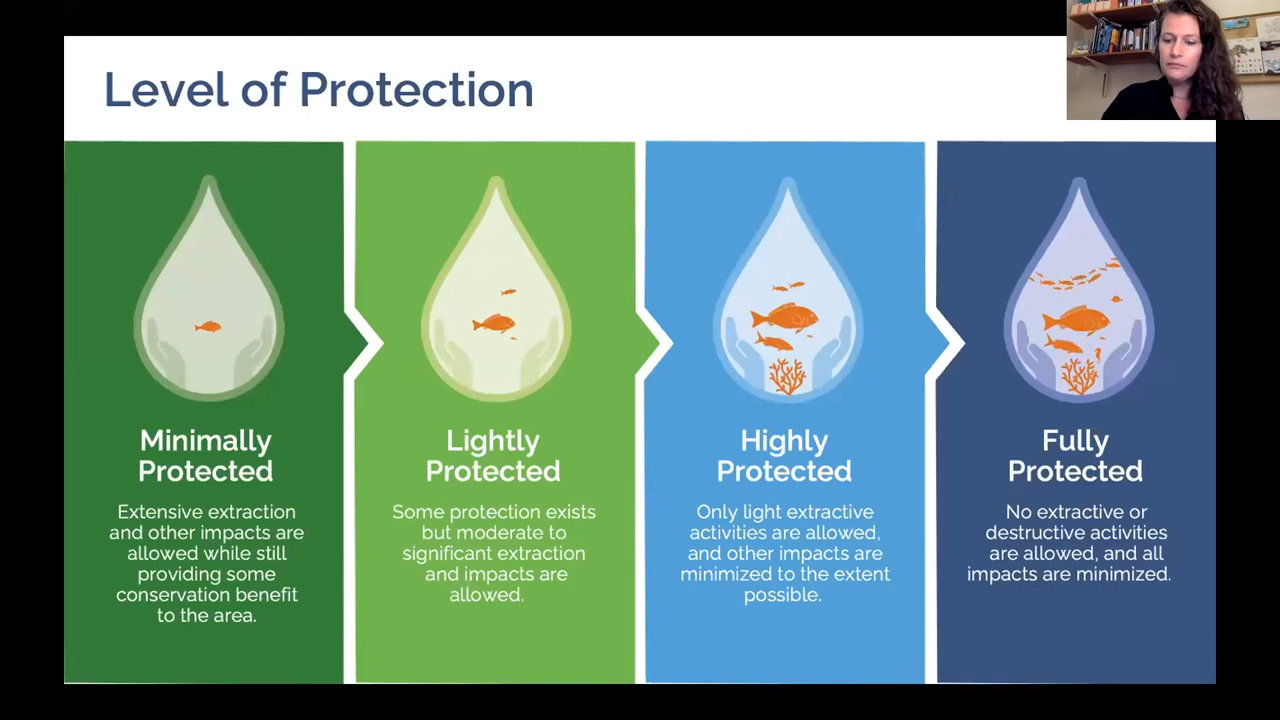 Level of Protection
Minimally
Protected
Extensive extraction
and other impacts are
allowed while still
providing some
conservation benefit
to the area.
Lightly
Protected
Some protection exists
but moderate to
significant extraction
and impacts are
allowed.
Highly
Protected
Only light extractive
activities are allowed,
and other impacts are
minimized to the extent
possible.
Fully
Protected
No extractive or
destructive activities
are allowed, and all
impacts are minimized.